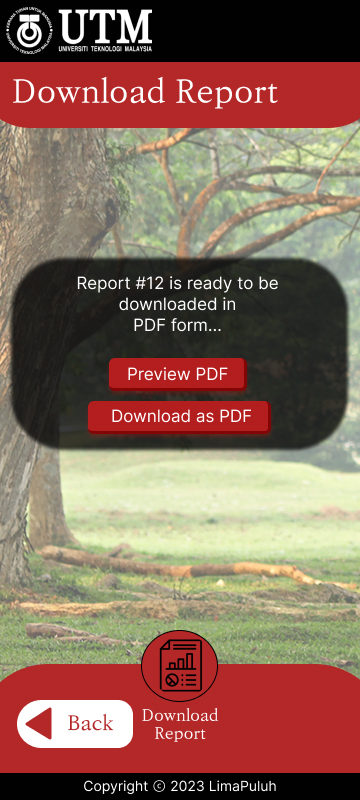 UTM
UNIVERSITI TEKNOLOGI MALAYSIA
Download Report
Report #12 is ready to be
downloaded in
PDF form...
Preview PDF
Download as PDF
Back
Download
Report
Copyright © 2023 LimaPuluh